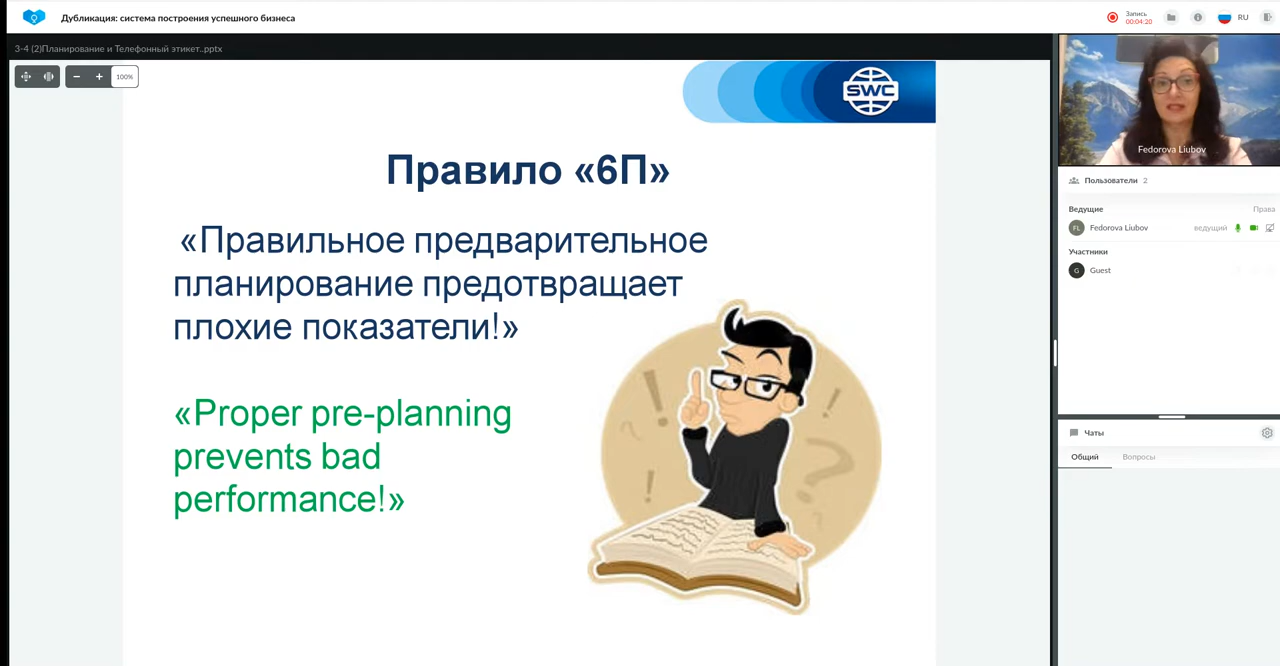 Дубликация: система построения успешного бизнеса
Запись
00:04:20
RU
3-4 (2)Планирование и Телефонный этикет..pptx
100%
SWC
Правило «6П»
«Правильное предварительное
планирование предотвращает
плохие показатели!»
«Proper pre-planning
prevents bad
performance!»
Fedorova Liubov
Пользователи 2
Ведущие Права
FL Fedorova Liubov ведущий
Участники
G Guest
Чаты
Общий Вопросы